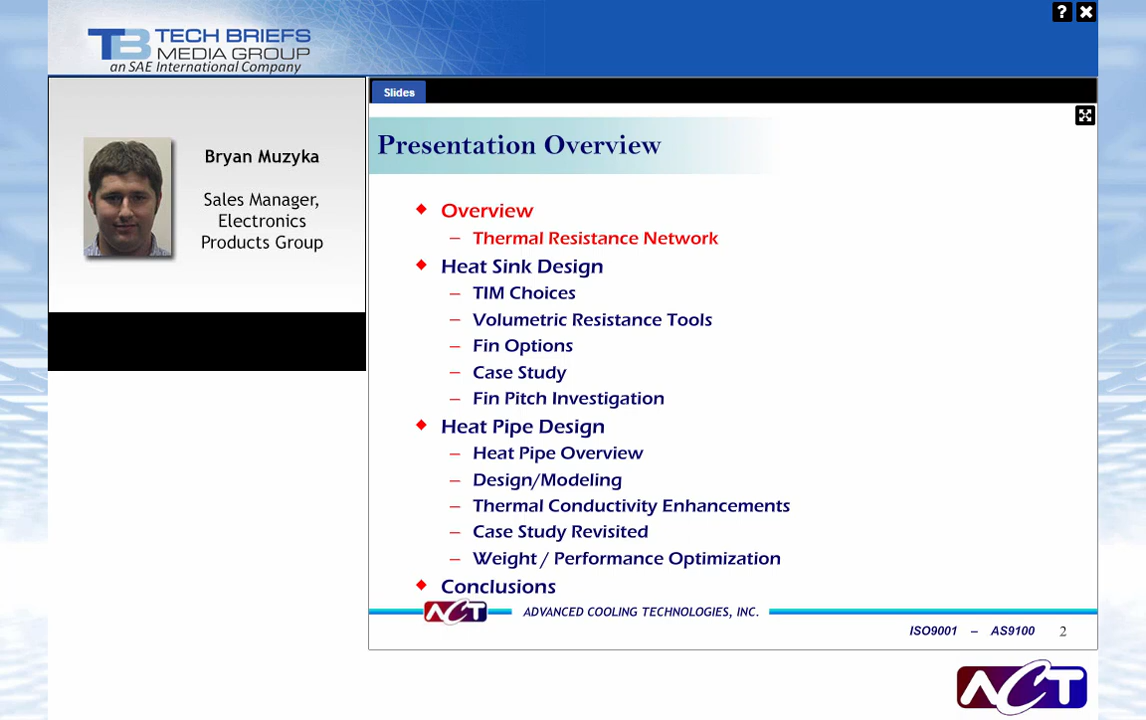 TB TECH BRIEFS
MEDIA GROUP
an SAE International Company
? ✖
Bryan Muzyka
Sales Manager,
Electronics
Products Group
Slides
Presentation Overview
◆ Overview
– Thermal Resistance Network
◆ Heat Sink Design
– TIM Choices
– Volumetric Resistance Tools
– Fin Options
– Case Study
– Fin Pitch Investigation
◆ Heat Pipe Design
– Heat Pipe Overview
– Design/Modeling
– Thermal Conductivity Enhancements
– Case Study Revisited
– Weight / Performance Optimization
◆ Conclusions
ACT ADVANCED COOLING TECHNOLOGIES, INC.
ISO9001 – AS9100 2
ACT